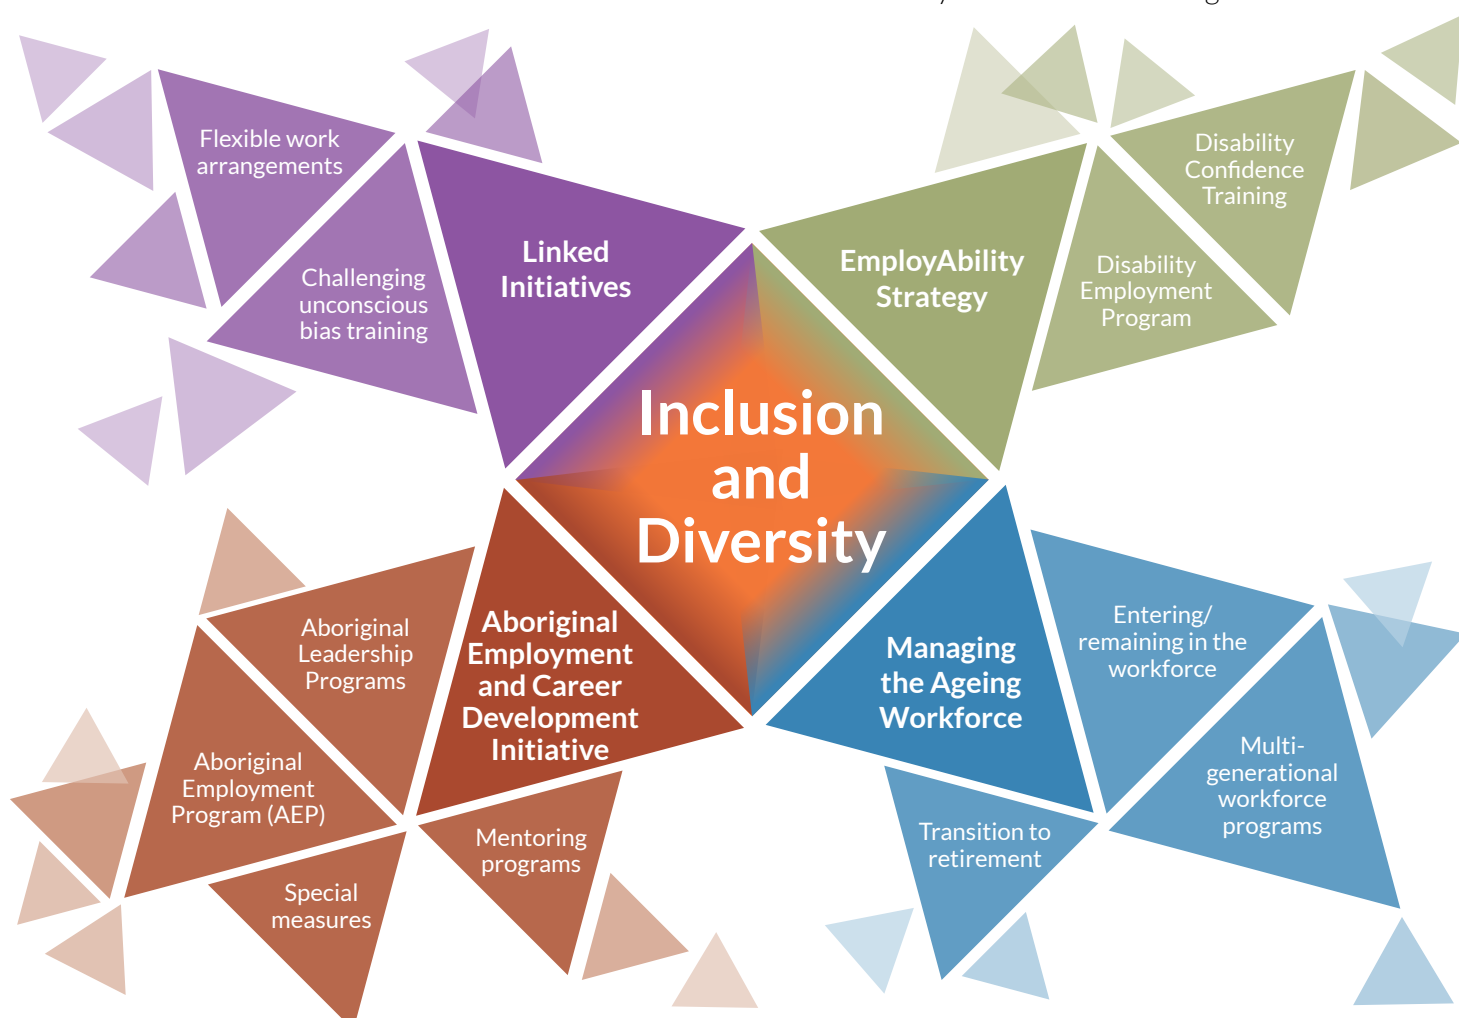 Flexible work
arrangements
Challenging
unconscious
bias training
Linked
Initiatives
EmployAbility
Strategy
Disability
Employment
Program
Disability
Confidence
Training
Inclusion
and
Diversity
Aboriginal
Leadership
Programs
Aboriginal
Employment
Program (AEP)
Special
measures
Mentoring
programs
Aboriginal
Employment
and Career
Development
Initiative
Managing
the Ageing
Workforce
Entering/
remaining in the
workforce
Multi-
generational
workforce
programs
Transition to
retirement